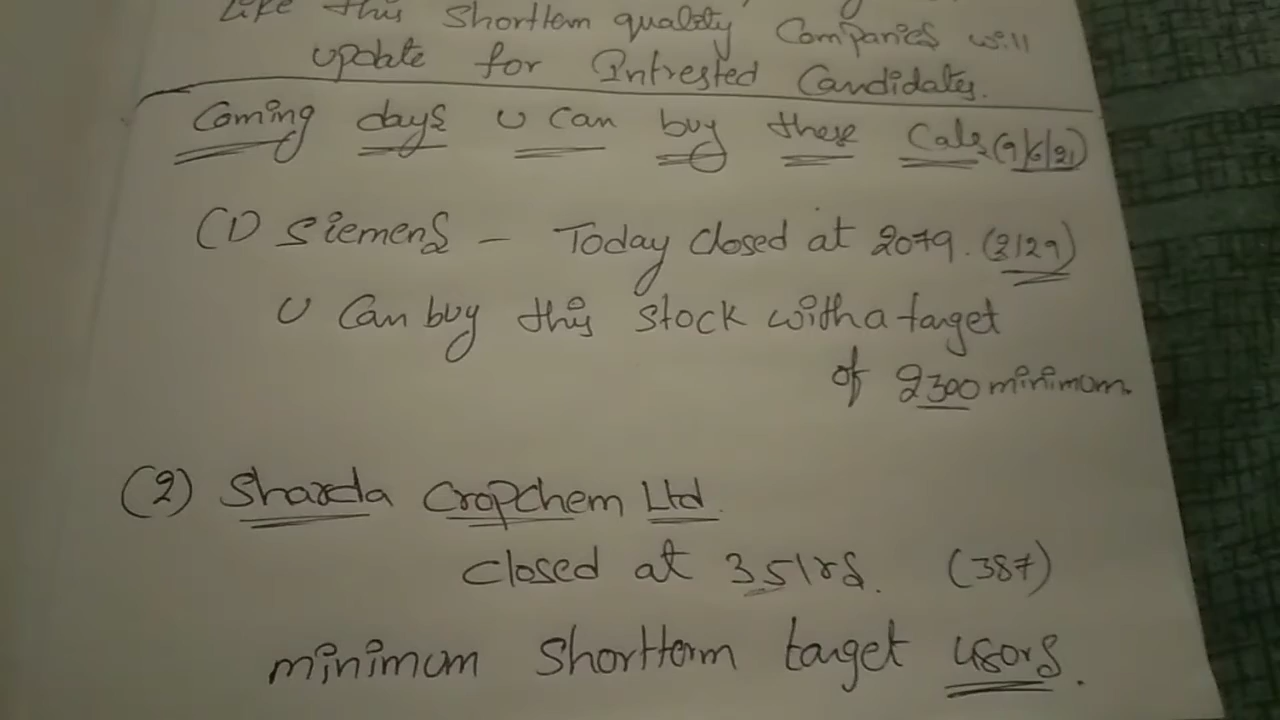 Like this Shortterm quality Companies will
update for Intrested Candidates.
Coming days U Can buy these Cals (9/6/21)
(1) Siemens - Today closed at 2079. (2129)
U Can buy this stock with a target
of 2300 minimum.
(2) Sharda Cropchem Ltd.
closed at 351rs. (387)
minimum Shortterm target 450rs.